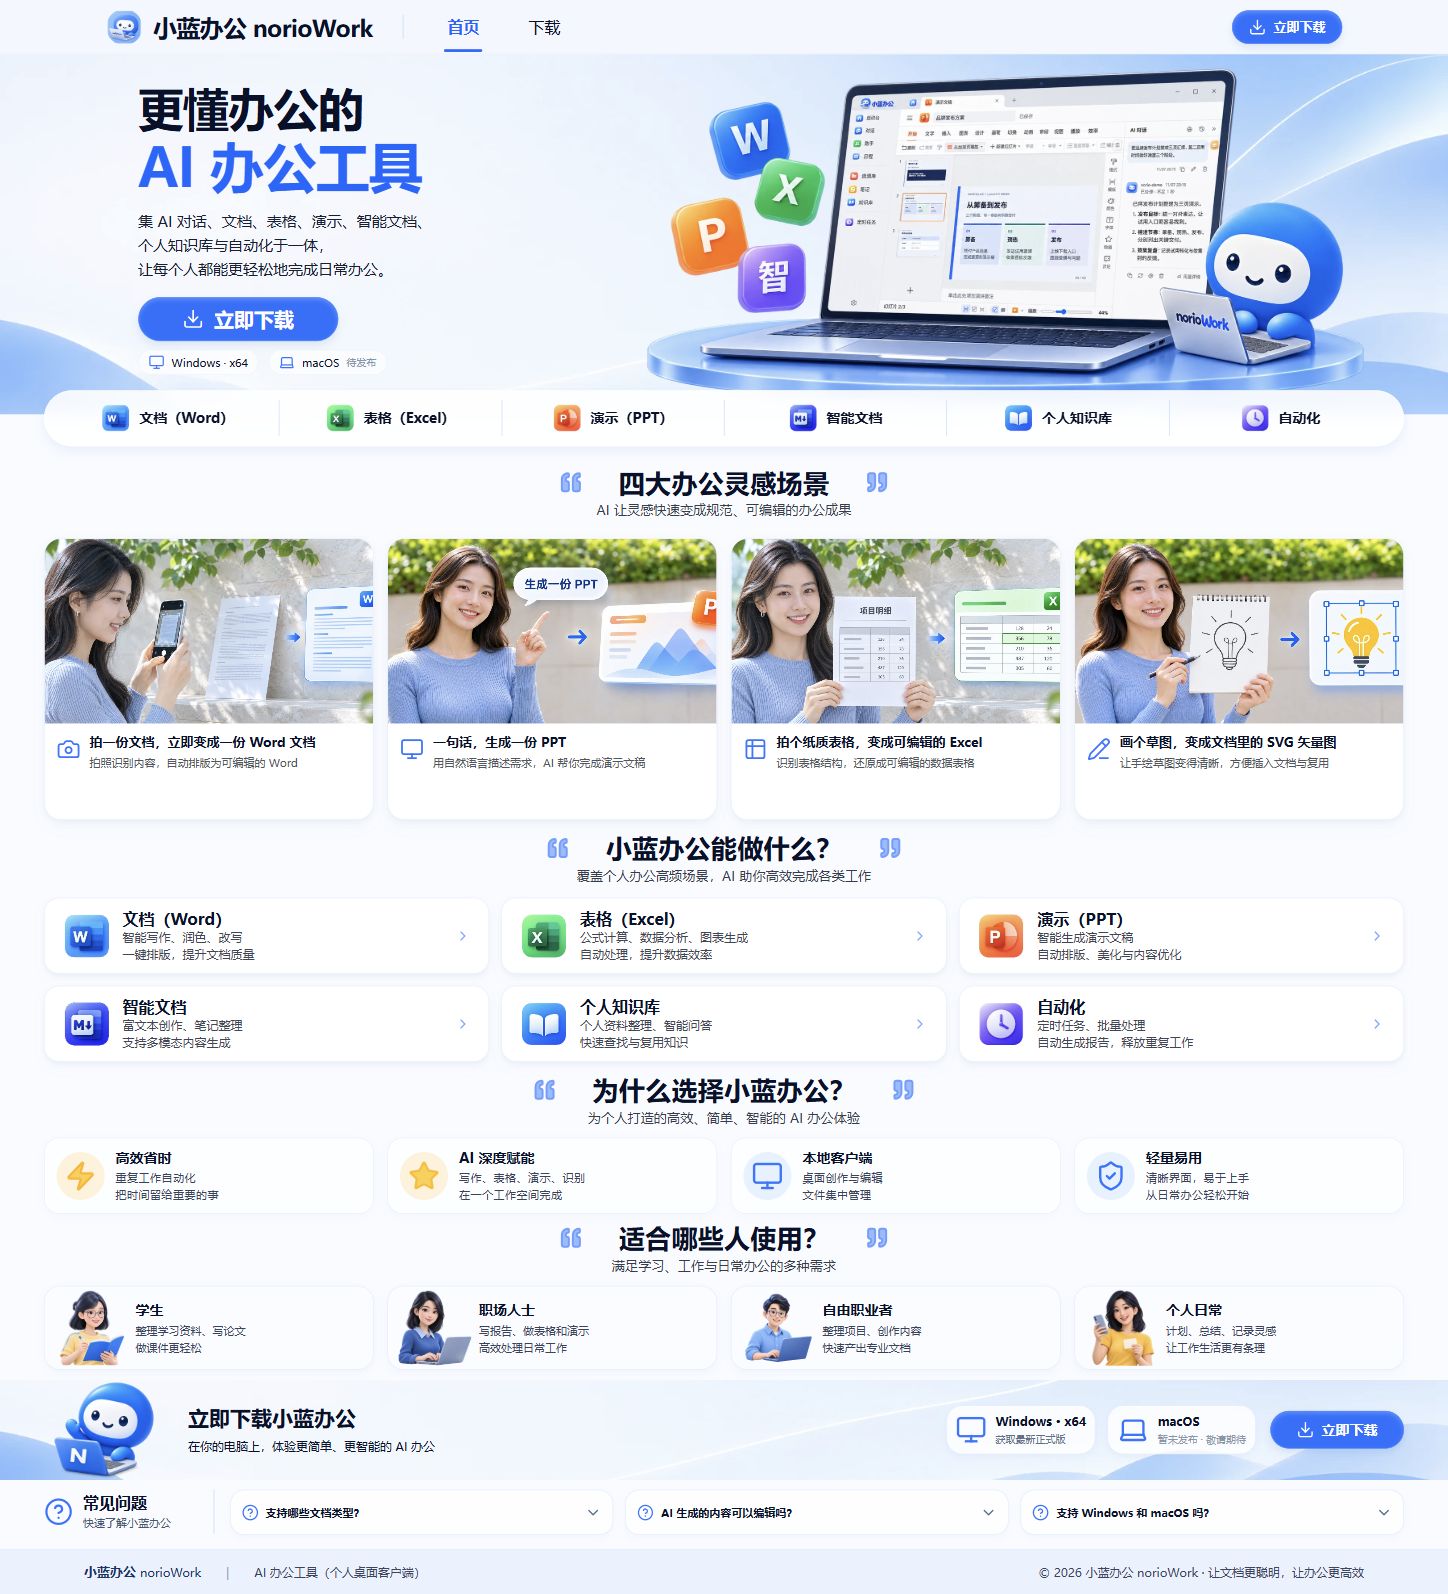 小蓝办公 norioWork
首页
下载
立即下载
更懂办公的
AI 办公工具
集 AI 对话、文档、表格、演示、智能文档、
个人知识库与自动化于一体，
让每个人都能更轻松地完成日常办公。
立即下载
Windows · x64
macOS 待发布
W
X
P
智
小蓝办公
品牌发布方案
AI 对话
从筹备到发布
筹备
预热
发布
norioWork
文档（Word）
表格（Excel）
演示（PPT）
智能文档
个人知识库
自动化
四大办公灵感场景
AI 让灵感快速变成规范、可编辑的办公成果
生成一份 PPT
项目明细
拍一份文档，立即变成一份 Word 文档
拍照识别内容，自动排版为可编辑的 Word
一句话，生成一份 PPT
用自然语言描述需求，AI 帮你完成演示文稿
拍个纸质表格，变成可编辑的 Excel
识别表格结构，还原成可编辑的数据表格
画个草图，变成文档里的 SVG 矢量图
让手绘草图变得清晰，方便插入文档与复用
小蓝办公能做什么？
覆盖个人办公高频场景，AI 助你高效完成各类工作
文档（Word）
智能写作、润色、改写
一键排版，提升文档质量
表格（Excel）
公式计算、数据分析、图表生成
自动处理，提升数据效率
演示（PPT）
智能生成演示文稿
自动排版、美化与内容优化
智能文档
富文本创作、笔记整理
支持多模态内容生成
个人知识库
个人资料整理、智能问答
快速查找与复用知识
自动化
定时任务、批量处理
自动生成报告，释放重复工作
为什么选择小蓝办公？
为个人打造的高效、简单、智能的 AI 办公体验
高效省时
重复工作自动化
把时间留给重要的事
AI 深度赋能
写作、表格、演示、识别
在一个工作空间完成
本地客户端
桌面创作与编辑
文件集中管理
轻量易用
清晰界面，易于上手
从日常办公轻松开始
适合哪些人使用？
满足学习、工作与日常办公的多种需求
学生
整理学习资料、写论文
做课件更轻松
职场人士
写报告、做表格和演示
高效处理日常工作
自由职业者
整理项目、创作内容
快速产出专业文档
个人日常
计划、总结、记录灵感
让工作生活更有条理
N
立即下载小蓝办公
在你的电脑上，体验更简单、更智能的 AI 办公
Windows · x64
获取最新正式版
macOS
暂未发布 · 敬请期待
立即下载
常见问题
快速了解小蓝办公
支持哪些文档类型?
AI 生成的内容可以编辑吗?
支持 Windows 和 macOS 吗?
小蓝办公 norioWork | AI 办公工具（个人桌面客户端）
© 2026 小蓝办公 norioWork · 让文档更聪明，让办公更高效